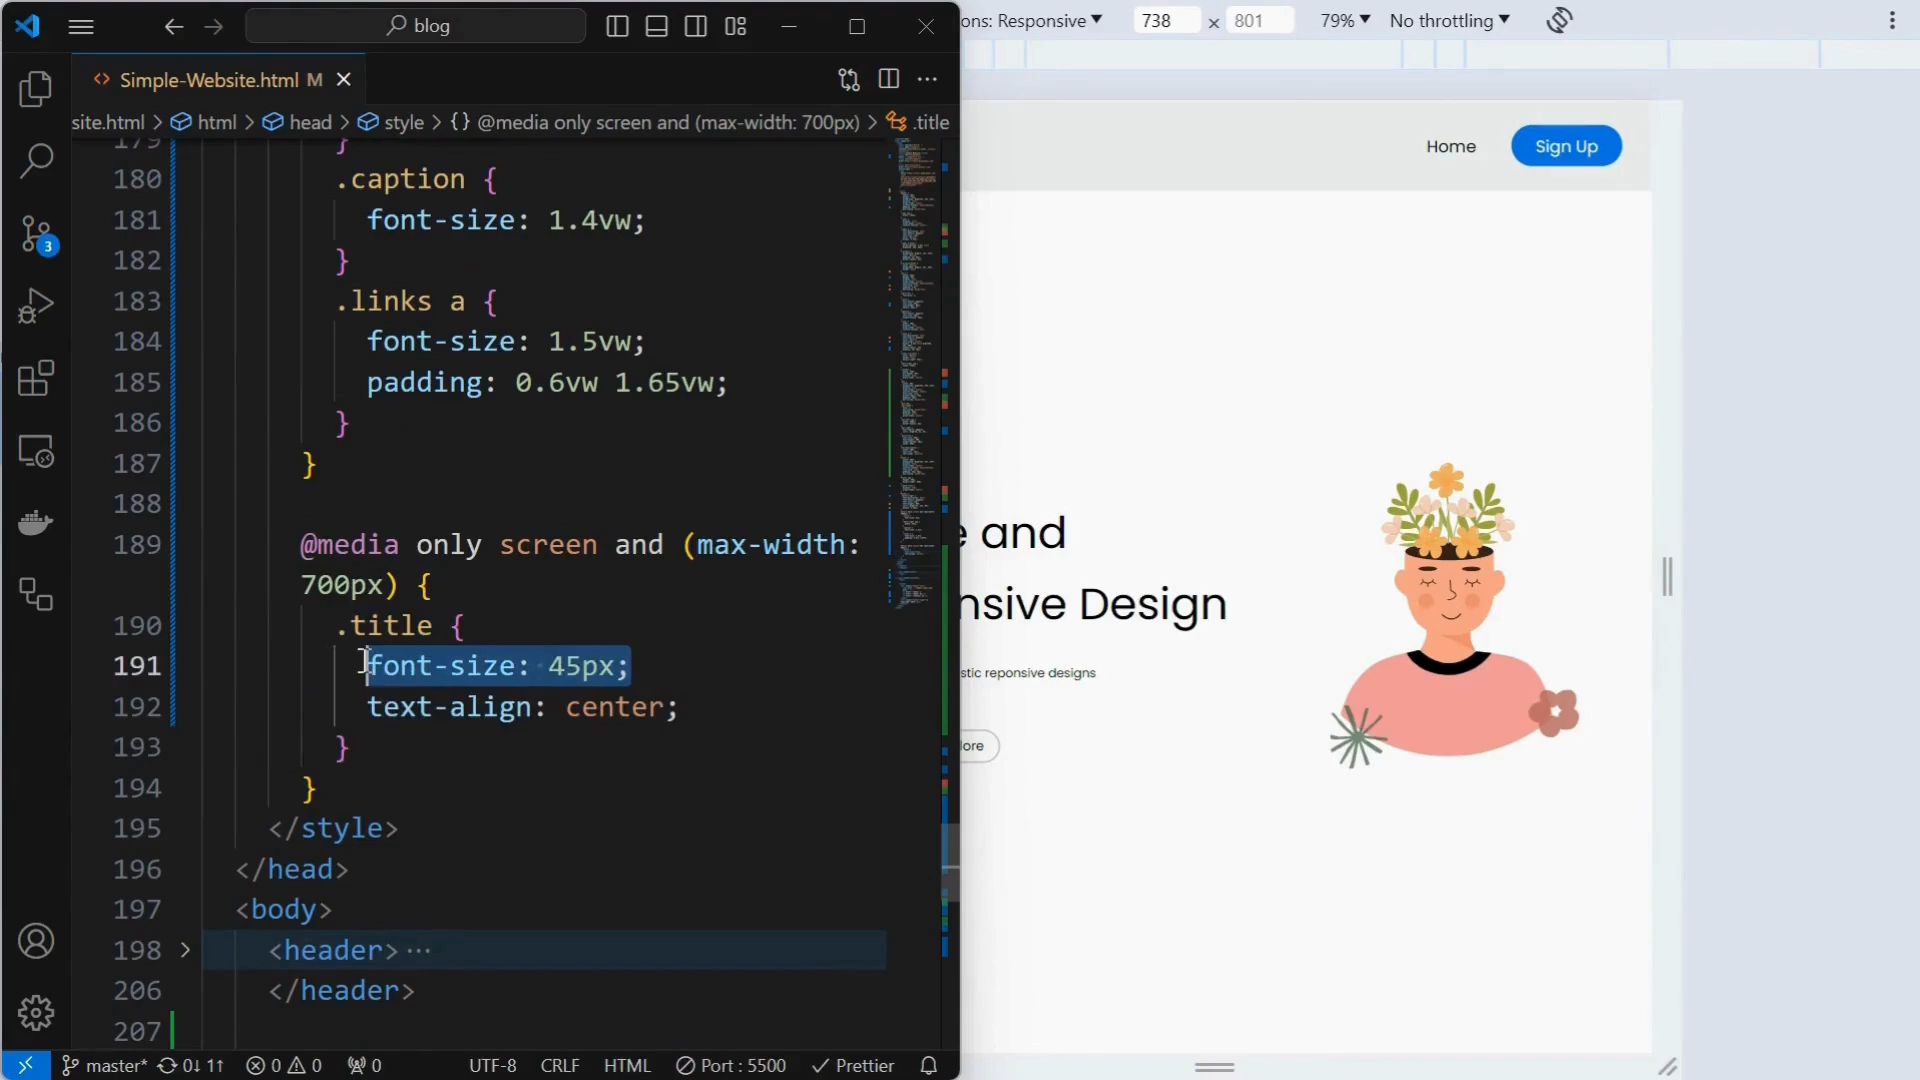 blog
Simple-Website.html M
site.html > html > head > style > {} @media only screen and (max-width: 700px) > .title
179 }
180 .caption {
181 font-size: 1.4vw;
182 }
183 .links a {
184 font-size: 1.5vw;
185 padding: 0.6vw 1.65vw;
186 }
187 }
188
189 @media only screen and (max-width:
700px) {
190 .title {
191 font-size: 45px;
192 text-align: center;
193 }
194 }
195 </style>
196 </head>
197 <body>
198 <header> ...
206 </header>
207
3
master* 0↓ 1↑ 0 0 0 UTF-8 CRLF HTML Port : 5500 Prettier
ons: Responsive 738 x 801 79% No throttling
Home Sign Up
e and
nsive Design
stic reponsive designs
lore